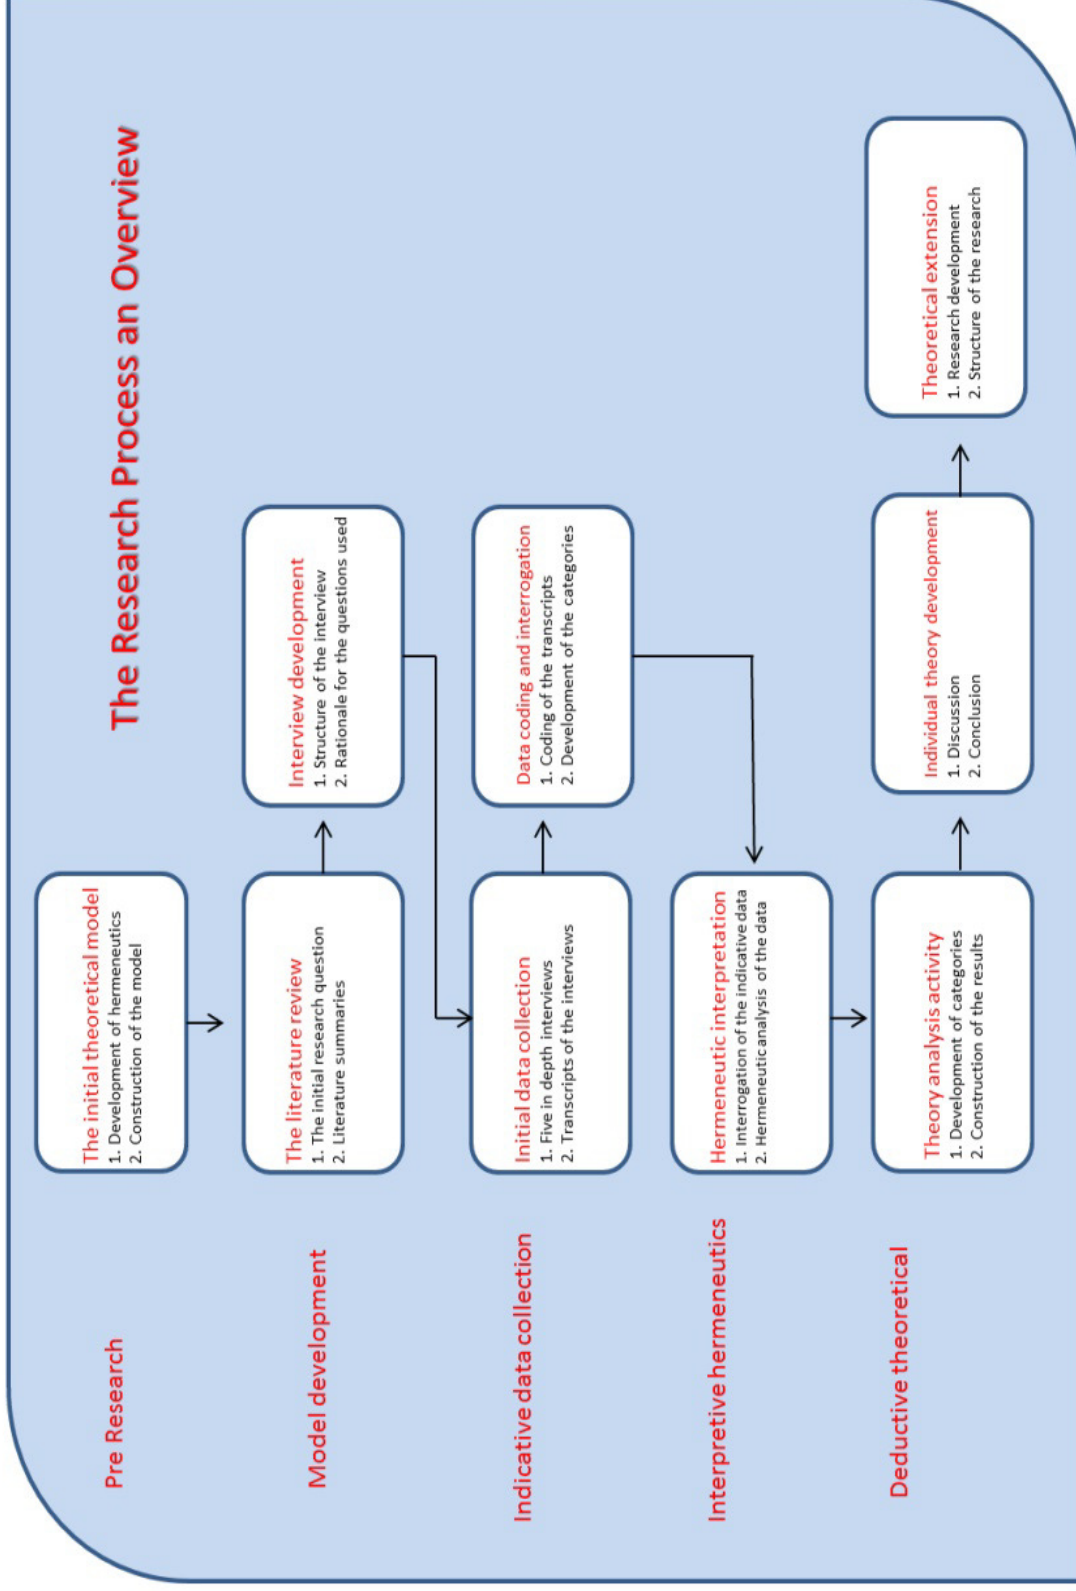 The Research Process an Overview
Pre Research
The initial theoretical model
1. Development of hermeneutics
2. Construction of the model
Model development
The literature review
1. The initial research question
2. Literature summaries
Interview development
1. Structure of the interview
2. Rationale for the questions used
Indicative data collection
Initial data collection
1. Five in depth interviews
2. Transcripts of the interviews
Data coding and interrogation
1. Coding of the transcripts
2. Development of the categories
Interpretive hermeneutics
Hermeneutic interpretation
1. Interrogation of the indicative data
2. Hermeneutic analysis of the data
Deductive theoretical
Theory analysis activity
1. Development of categories
2. Construction of the results
Individual theory development
1. Discussion
2. Conclusion
Theoretical extension
1. Research development
2. Structure of the research